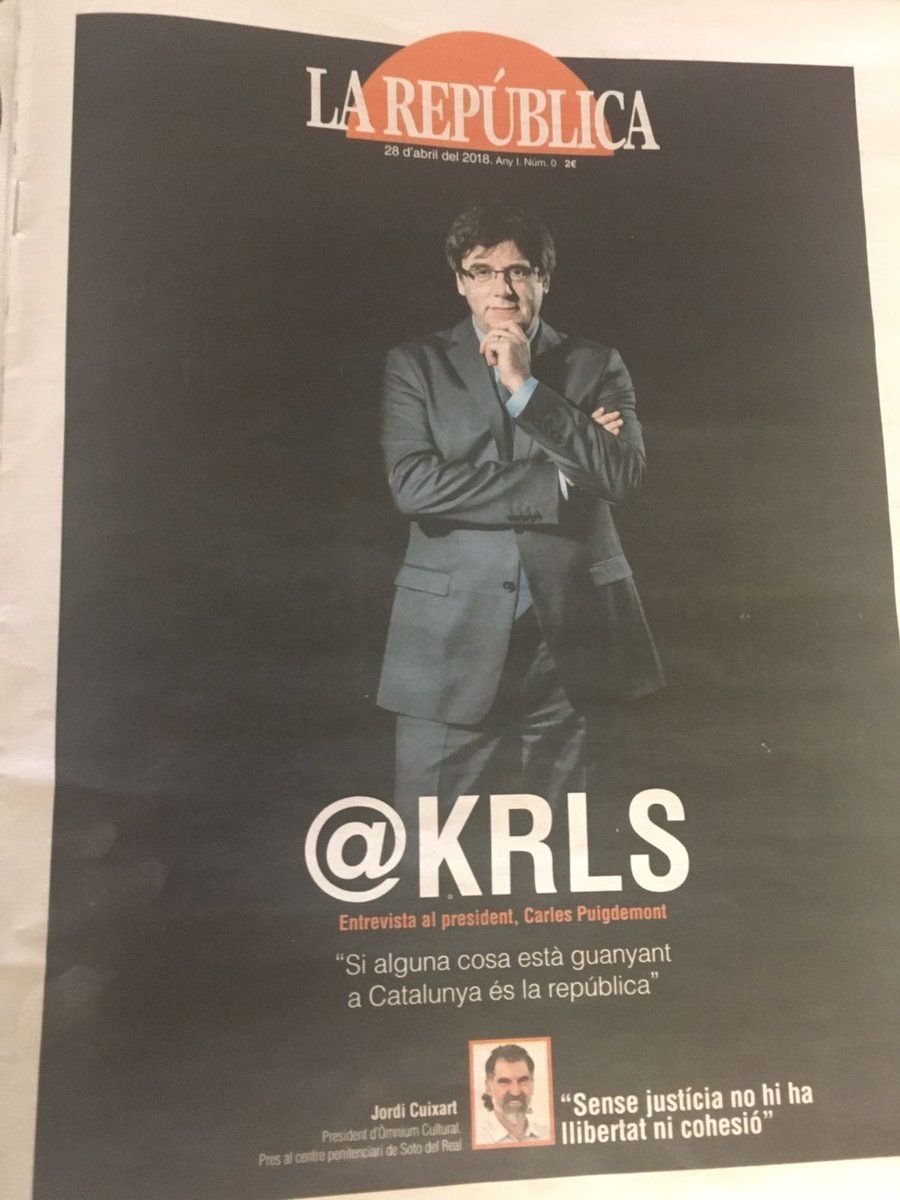 LA REPÚBLICA
28 d'abril del 2018. Any I. Núm. 0 2€
@KRLS
Entrevista al president, Carles Puigdemont
“Si alguna cosa està guanyant
a Catalunya és la república”
Jordi Cuixart
President d'Òmnium Cultural.
Pres al centre penitenciari de Soto del Real
“Sense justícia no hi ha
llibertat ni cohesió”